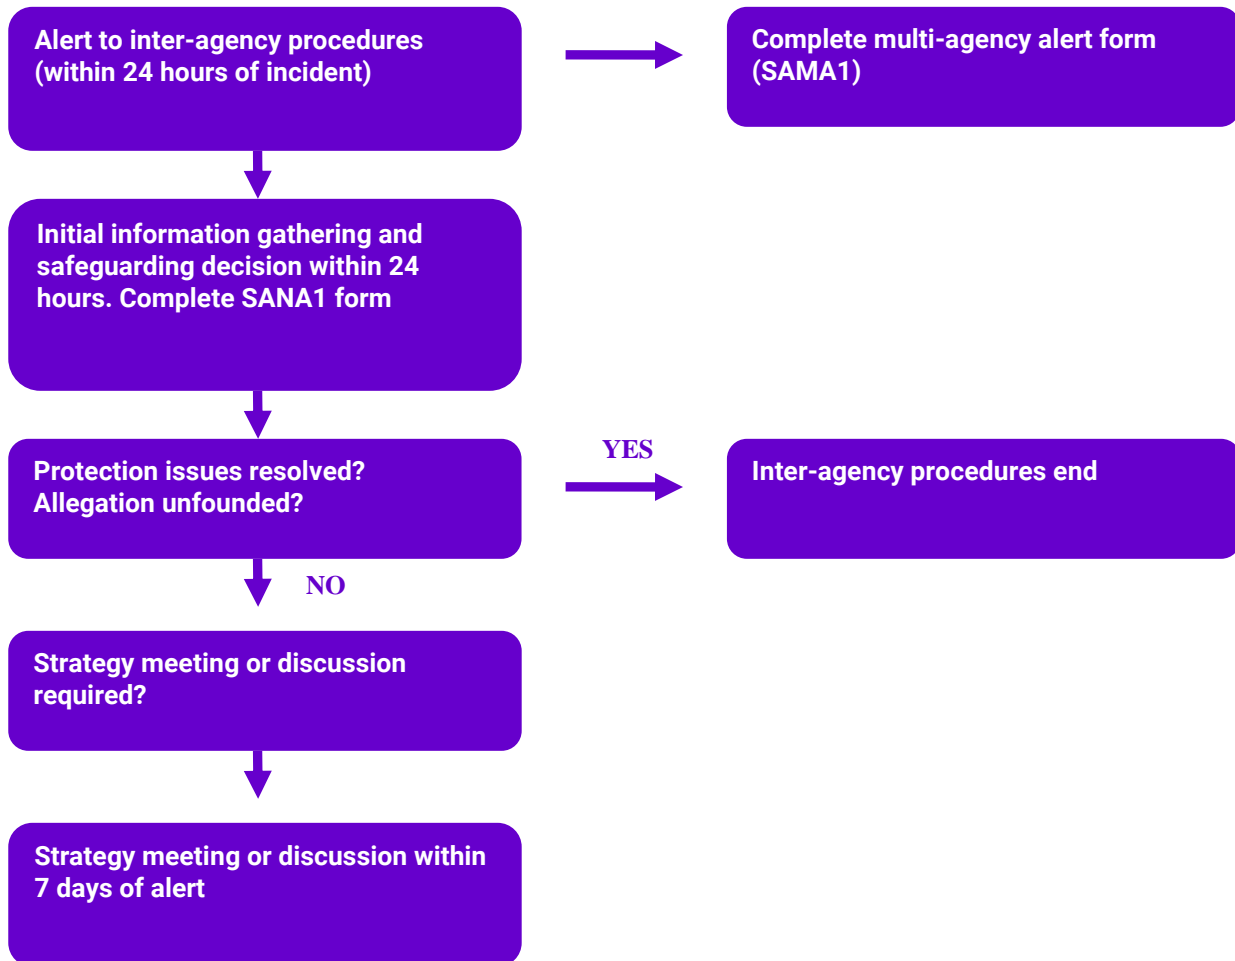 Alert to inter-agency procedures
(within 24 hours of incident)
Complete multi-agency alert form
(SAMA1)
Initial information gathering and
safeguarding decision within 24
hours. Complete SANA1 form
Protection issues resolved?
Allegation unfounded?
YES
Inter-agency procedures end
NO
Strategy meeting or discussion
required?
Strategy meeting or discussion within
7 days of alert